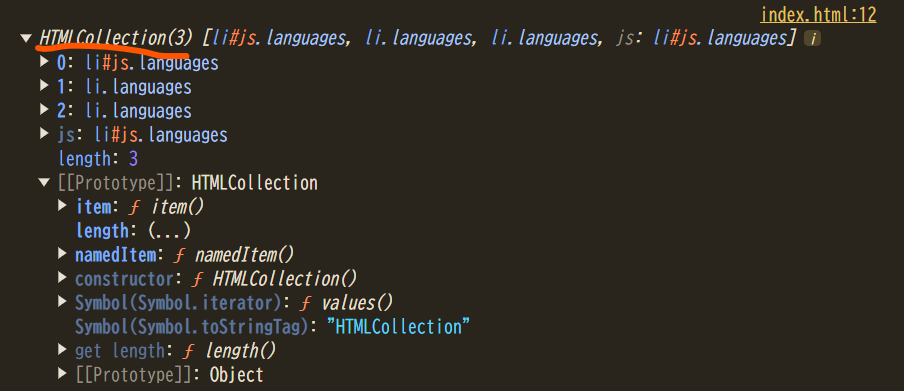 index.html:12
▼ HTMLCollection(3) [li#js.languages, li.languages, li.languages, js: li#js.languages] i
▶ 0: li#js.languages
▶ 1: li.languages
▶ 2: li.languages
▶ js: li#js.languages
length: 3
▼ [[Prototype]]: HTMLCollection
▶ item: ƒ item()
length: (...)
▶ namedItem: ƒ namedItem()
▶ constructor: ƒ HTMLCollection()
▶ Symbol(Symbol.iterator): ƒ values()
Symbol(Symbol.toStringTag): "HTMLCollection"
▶ get length: ƒ length()
▶ [[Prototype]]: Object